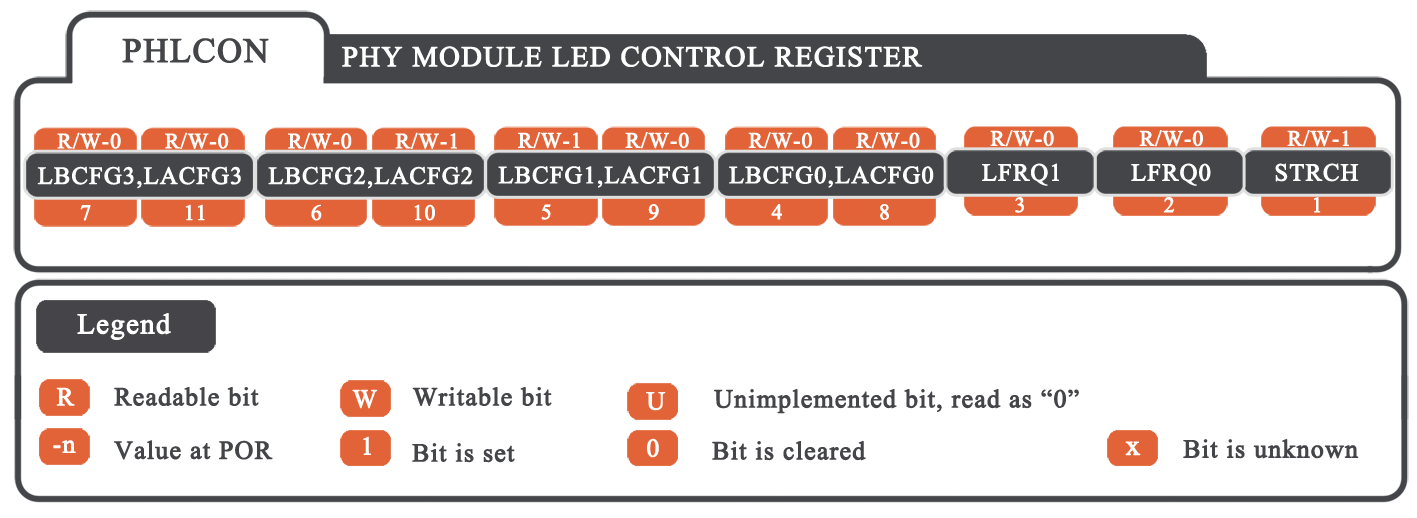 PHLCON
PHY MODULE LED CONTROL REGISTER
R/W-0 R/W-0 R/W-0 R/W-1 R/W-1 R/W-0 R/W-0 R/W-0 R/W-0 R/W-0 R/W-1
LBCFG3,LACFG3 LBCFG2,LACFG2 LBCFG1,LACFG1 LBCFG0,LACFG0 LFRQ1 LFRQ0 STRCH
7 11 6 10 5 9 4 8 3 2 1
Legend
R Readable bit W Writable bit U Unimplemented bit, read as “0”
-n Value at POR 1 Bit is set 0 Bit is cleared x Bit is unknown